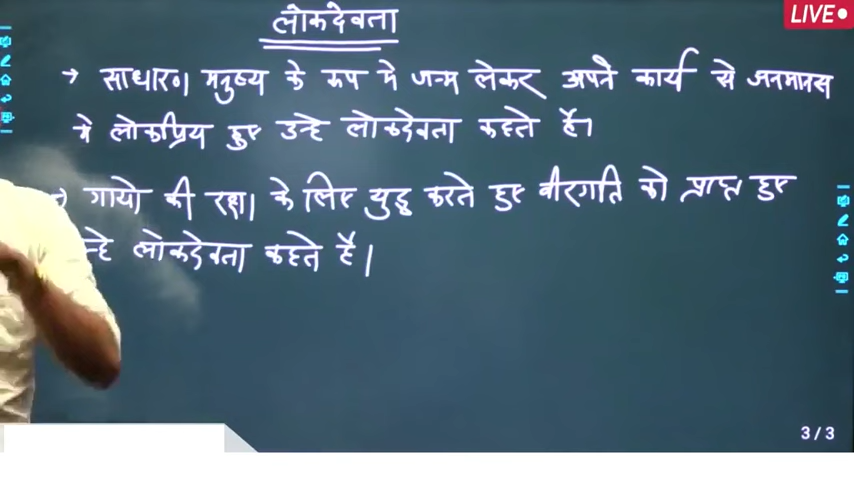 LIVE
लोकदेवता
→ साधारण मनुष्य के रूप मे जन्म लेकर अपने कार्य से जनमानस
मे लोकप्रिय हुए उन्हे लोकदेवता कहते हैं।
→ गायो की रक्षा के लिए युद्ध करते हुए वीरगति को प्राप्त हुए
न्हे लोकदेवता कहते हैं।
3/3